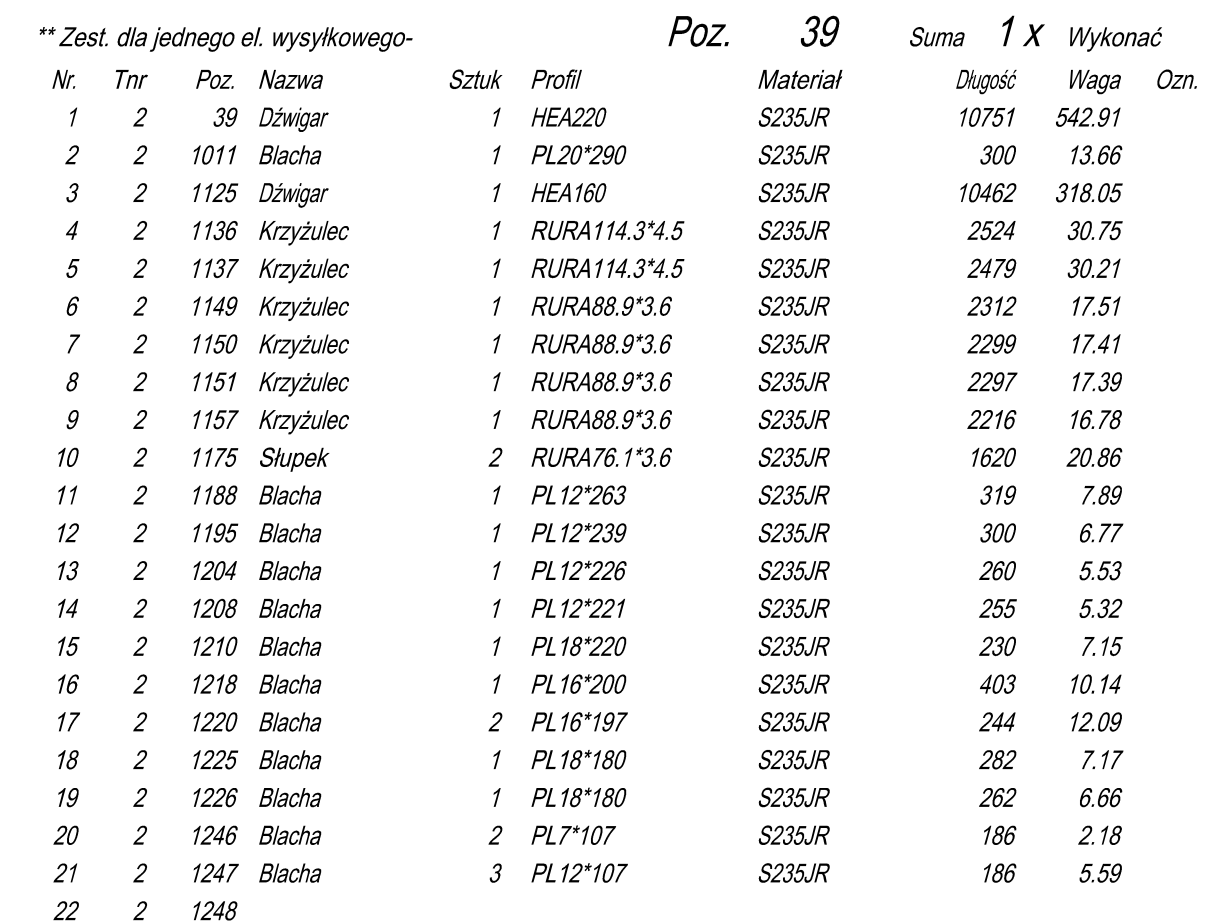 ** Zest. dla jednego el. wysyłkowego- Poz. 39 Suma 1 x Wykonać
Nr. Tnr Poz. Nazwa Sztuk Profil Materiał Długość Waga Ozn.
1 2 39 Dźwigar 1 HEA220 S235JR 10751 542.91
2 2 1011 Blacha 1 PL20*290 S235JR 300 13.66
3 2 1125 Dźwigar 1 HEA160 S235JR 10462 318.05
4 2 1136 Krzyżulec 1 RURA114.3*4.5 S235JR 2524 30.75
5 2 1137 Krzyżulec 1 RURA114.3*4.5 S235JR 2479 30.21
6 2 1149 Krzyżulec 1 RURA88.9*3.6 S235JR 2312 17.51
7 2 1150 Krzyżulec 1 RURA88.9*3.6 S235JR 2299 17.41
8 2 1151 Krzyżulec 1 RURA88.9*3.6 S235JR 2297 17.39
9 2 1157 Krzyżulec 1 RURA88.9*3.6 S235JR 2216 16.78
10 2 1175 Słupek 2 RURA76.1*3.6 S235JR 1620 20.86
11 2 1188 Blacha 1 PL12*263 S235JR 319 7.89
12 2 1195 Blacha 1 PL12*239 S235JR 300 6.77
13 2 1204 Blacha 1 PL12*226 S235JR 260 5.53
14 2 1208 Blacha 1 PL12*221 S235JR 255 5.32
15 2 1210 Blacha 1 PL18*220 S235JR 230 7.15
16 2 1218 Blacha 1 PL16*200 S235JR 403 10.14
17 2 1220 Blacha 2 PL16*197 S235JR 244 12.09
18 2 1225 Blacha 1 PL18*180 S235JR 282 7.17
19 2 1226 Blacha 1 PL18*180 S235JR 262 6.66
20 2 1246 Blacha 2 PL7*107 S235JR 186 2.18
21 2 1247 Blacha 3 PL12*107 S235JR 186 5.59
22 2 1248